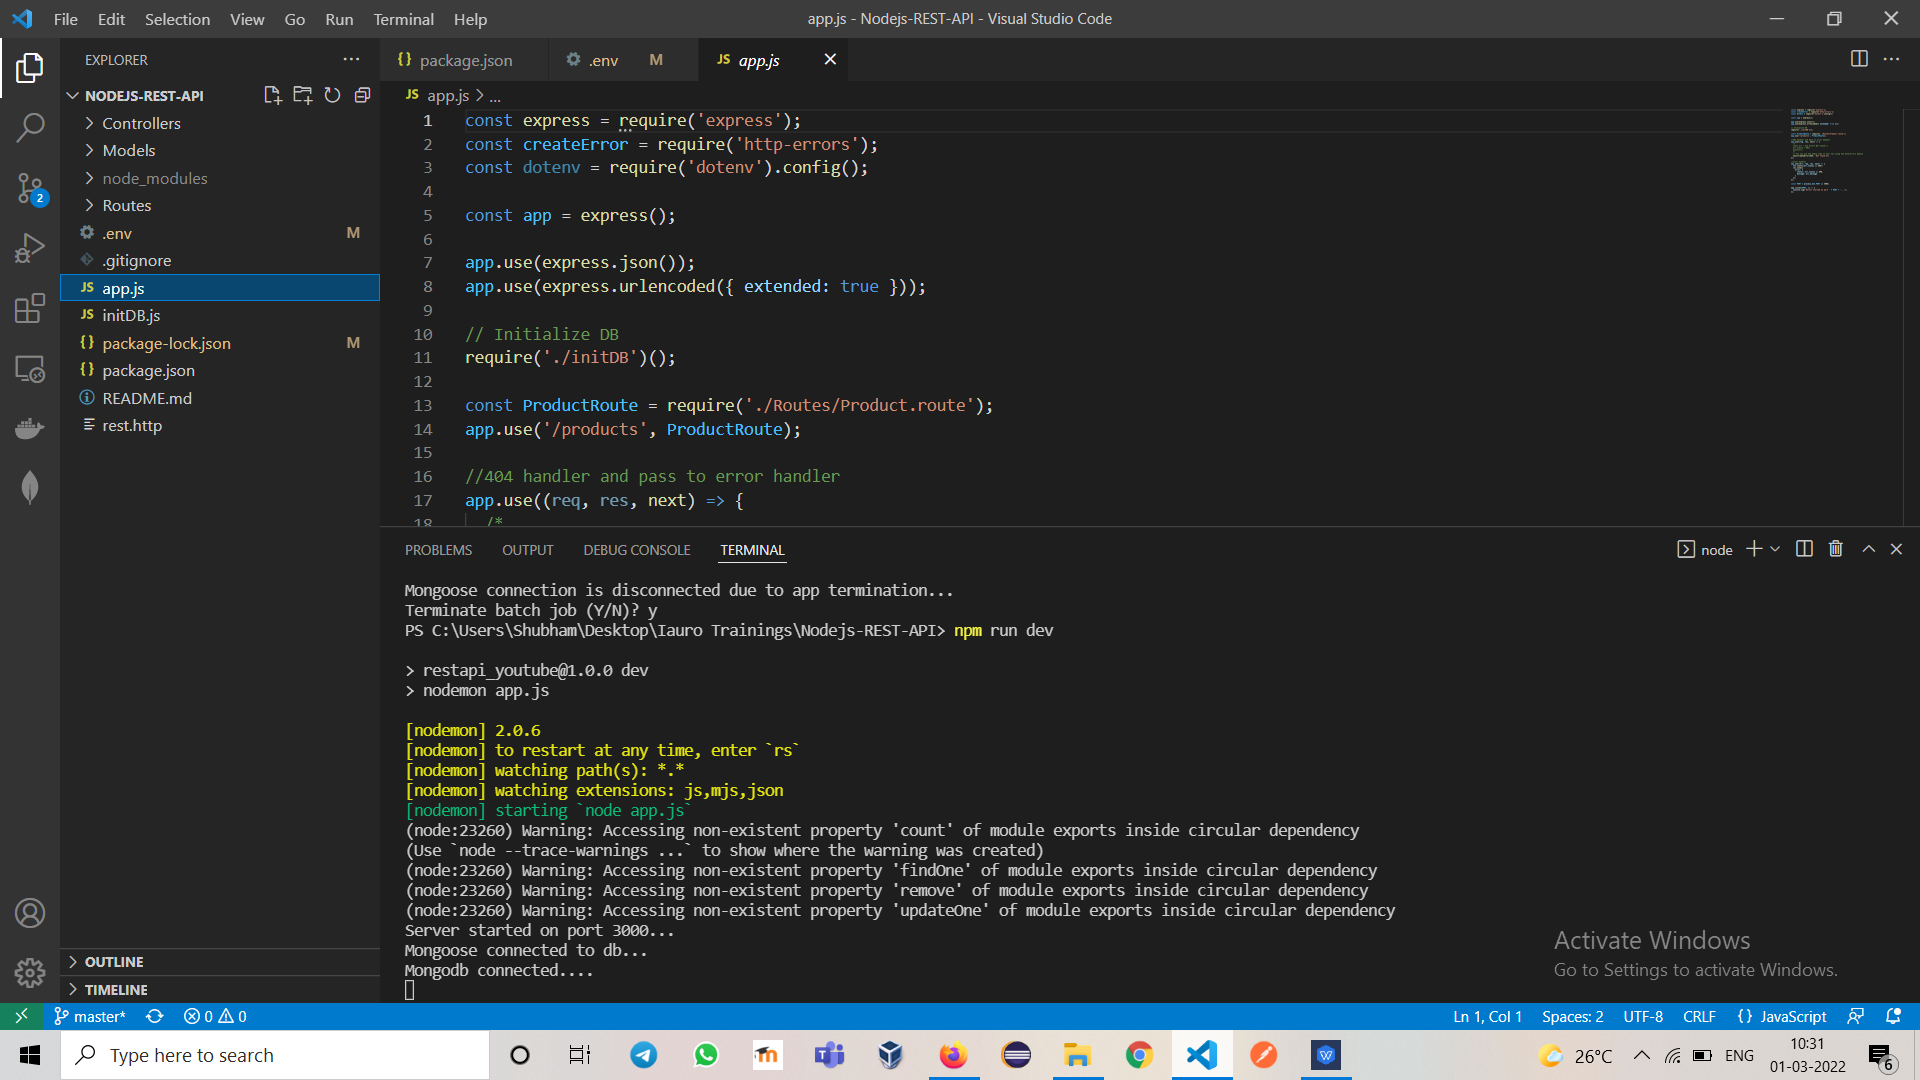 File Edit Selection View Go Run Terminal Help
app.js - Nodejs-REST-API - Visual Studio Code
EXPLORER
NODEJS-REST-API
Controllers
Models
node_modules
Routes
.env M
.gitignore
app.js
initDB.js
package-lock.json M
package.json
README.md
rest.http
OUTLINE
TIMELINE
2
package.json
.env M
JS app.js
JS app.js > ...
1 const express = require('express');
2 const createError = require('http-errors');
3 const dotenv = require('dotenv').config();
4
5 const app = express();
6
7 app.use(express.json());
8 app.use(express.urlencoded({ extended: true }));
9
10 // Initialize DB
11 require('./initDB')();
12
13 const ProductRoute = require('./Routes/Product.route');
14 app.use('/products', ProductRoute);
15
16 //404 handler and pass to error handler
17 app.use((req, res, next) => {
18 /*
PROBLEMS OUTPUT DEBUG CONSOLE TERMINAL
node
Mongoose connection is disconnected due to app termination...
Terminate batch job (Y/N)? y
PS C:\Users\Shubham\Desktop\Iauro Trainings\Nodejs-REST-API> npm run dev
> restapi_youtube@1.0.0 dev
> nodemon app.js
[nodemon] 2.0.6
[nodemon] to restart at any time, enter `rs`
[nodemon] watching path(s): *.*
[nodemon] watching extensions: js,mjs,json
[nodemon] starting `node app.js`
(node:23260) Warning: Accessing non-existent property 'count' of module exports inside circular dependency
(Use `node --trace-warnings ...` to show where the warning was created)
(node:23260) Warning: Accessing non-existent property 'findOne' of module exports inside circular dependency
(node:23260) Warning: Accessing non-existent property 'remove' of module exports inside circular dependency
(node:23260) Warning: Accessing non-existent property 'updateOne' of module exports inside circular dependency
Server started on port 3000...
Mongoose connected to db...
Mongodb connected....
Activate Windows
Go to Settings to activate Windows.
master* 0 0
Ln 1, Col 1 Spaces: 2 UTF-8 CRLF {} JavaScript
Type here to search
26°C ENG
10:31
01-03-2022
6